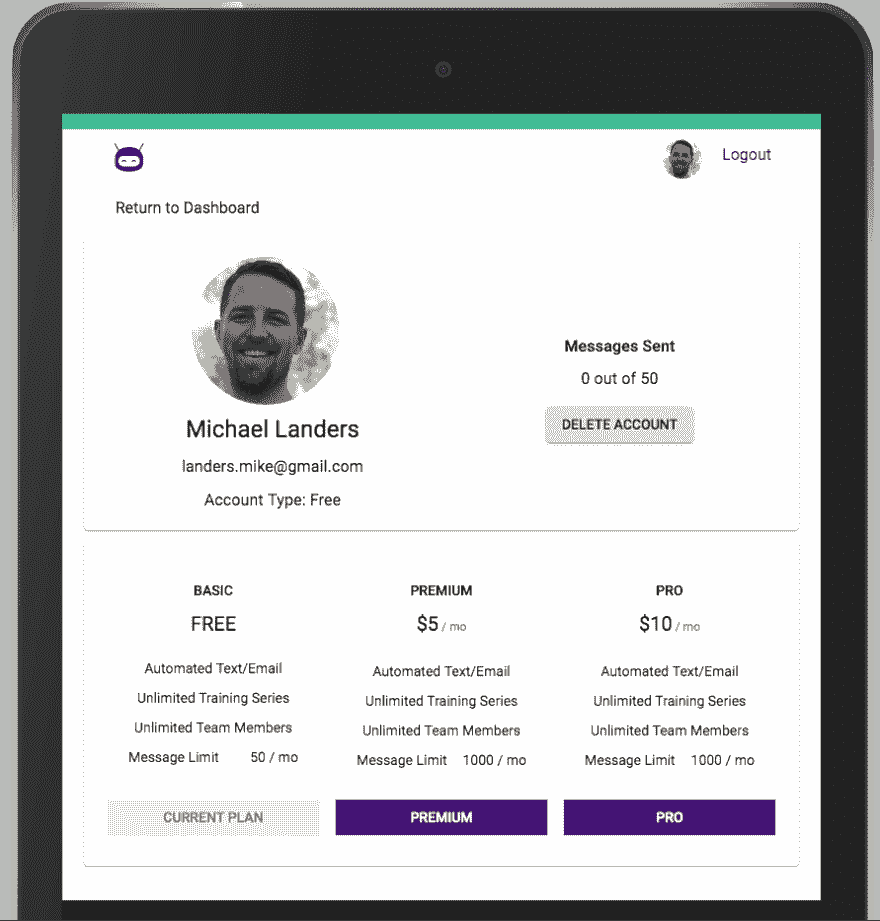 Logout
Return to Dashboard
Michael Landers
landers.mike@gmail.com
Account Type: Free
Messages Sent
0 out of 50
DELETE ACCOUNT
BASIC
FREE
Automated Text/Email
Unlimited Training Series
Unlimited Team Members
Message Limit 50 / mo
CURRENT PLAN
PREMIUM
$5 / mo
Automated Text/Email
Unlimited Training Series
Unlimited Team Members
Message Limit 1000 / mo
PREMIUM
PRO
$10 / mo
Automated Text/Email
Unlimited Training Series
Unlimited Team Members
Message Limit 1000 / mo
PRO